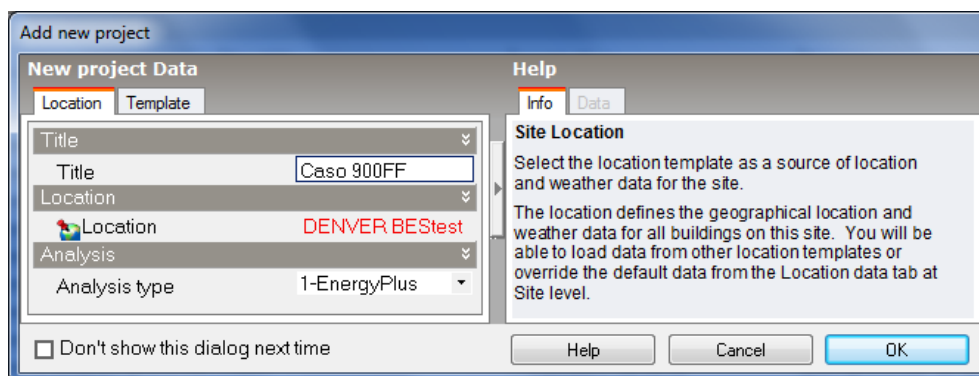 Add new project
New project Data
Location
Template
Title
Title
Caso 900FF
Location
Location
DENVER BEStest
Analysis
Analysis type
1-EnergyPlus
Don't show this dialog next time
Help
Info
Data
Site Location
Select the location template as a source of location
and weather data for the site.
The location defines the geographical location and
weather data for all buildings on this site. You will be
able to load data from other location templates or
override the default data from the Location data tab at
Site level.
Help
Cancel
OK